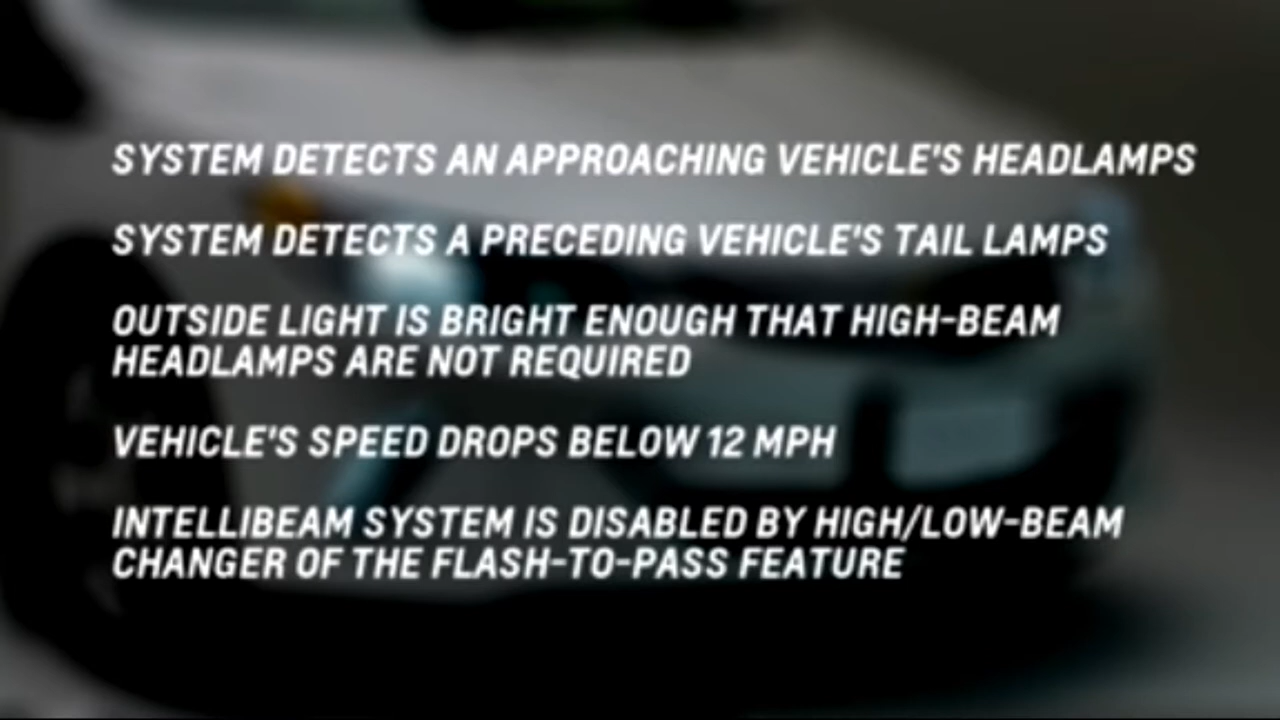 SYSTEM DETECTS AN APPROACHING VEHICLE'S HEADLAMPS
SYSTEM DETECTS A PRECEDING VEHICLE'S TAIL LAMPS
OUTSIDE LIGHT IS BRIGHT ENOUGH THAT HIGH-BEAM
HEADLAMPS ARE NOT REQUIRED
VEHICLE'S SPEED DROPS BELOW 12 MPH
INTELLIBEAM SYSTEM IS DISABLED BY HIGH/LOW-BEAM
CHANGER OF THE FLASH-TO-PASS FEATURE